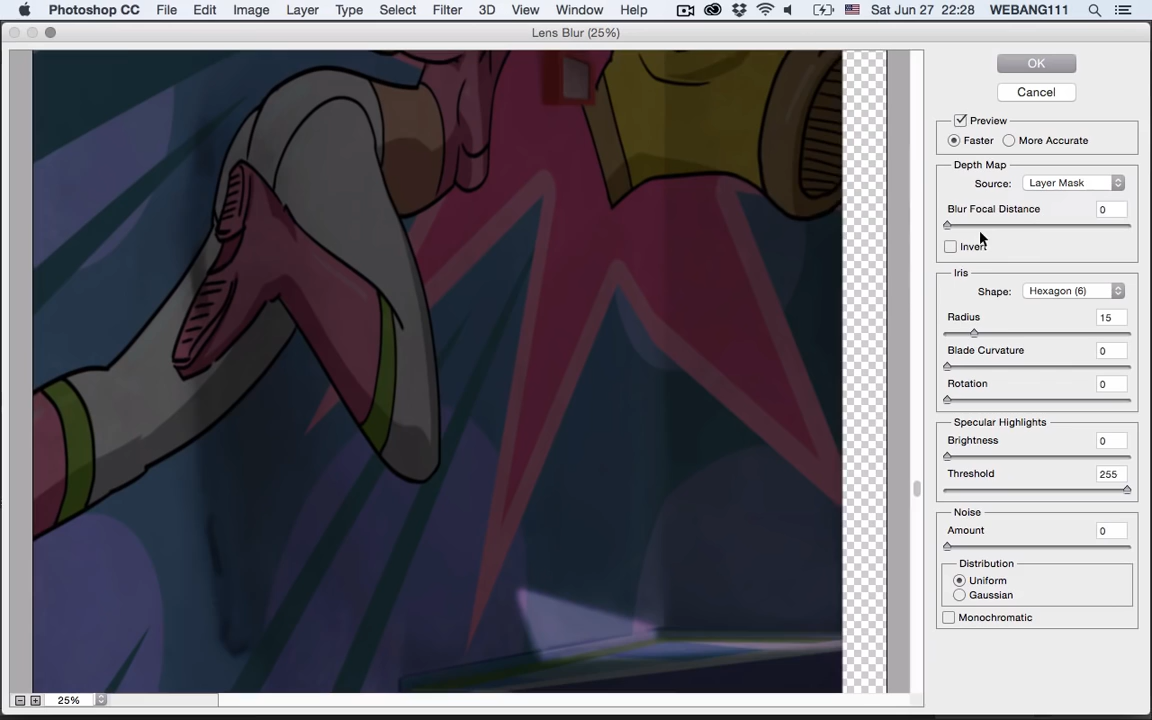 Photoshop CC File Edit Image Layer Type Select Filter 3D View Window Help Sat Jun 27 22:28 WEBANG111
Lens Blur (25%)
OK
Cancel
Preview
Faster More Accurate
Depth Map
Source: Layer Mask
Blur Focal Distance 0
Invert
Iris
Shape: Hexagon (6)
Radius 15
Blade Curvature 0
Rotation 0
Specular Highlights
Brightness 0
Threshold 255
Noise
Amount 0
Distribution
Uniform
Gaussian
Monochromatic
25%